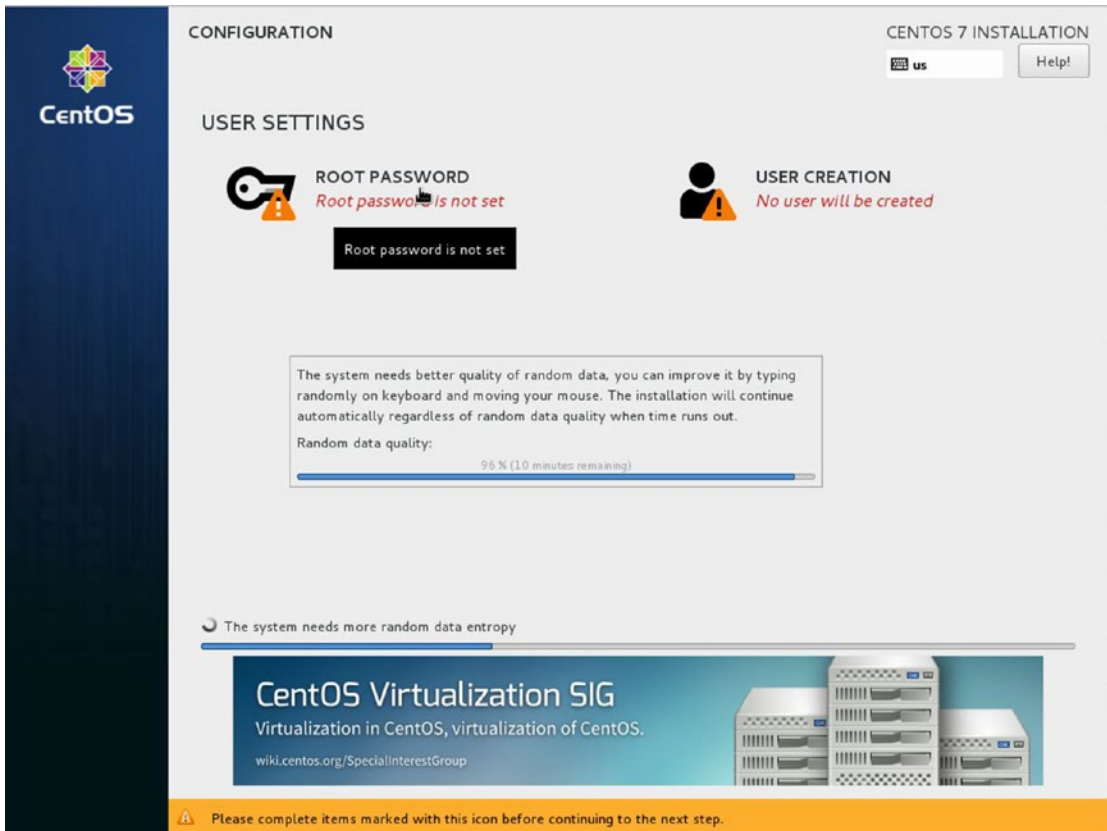 CONFIGURATION
CENTOS 7 INSTALLATION
us
Help!
CentOS
USER SETTINGS
ROOT PASSWORD
Root password is not set
USER CREATION
No user will be created
Root password is not set
The system needs better quality of random data, you can improve it by typing
randomly on keyboard and moving your mouse. The installation will continue
automatically regardless of random data quality when time runs out.
Random data quality:
96 % (10 minutes remaining)
The system needs more random data entropy
CentOS Virtualization SIG
Virtualization in CentOS, virtualization of CentOS.
wiki.centos.org/SpecialInterestGroup
Please complete items marked with this icon before continuing to the next step.